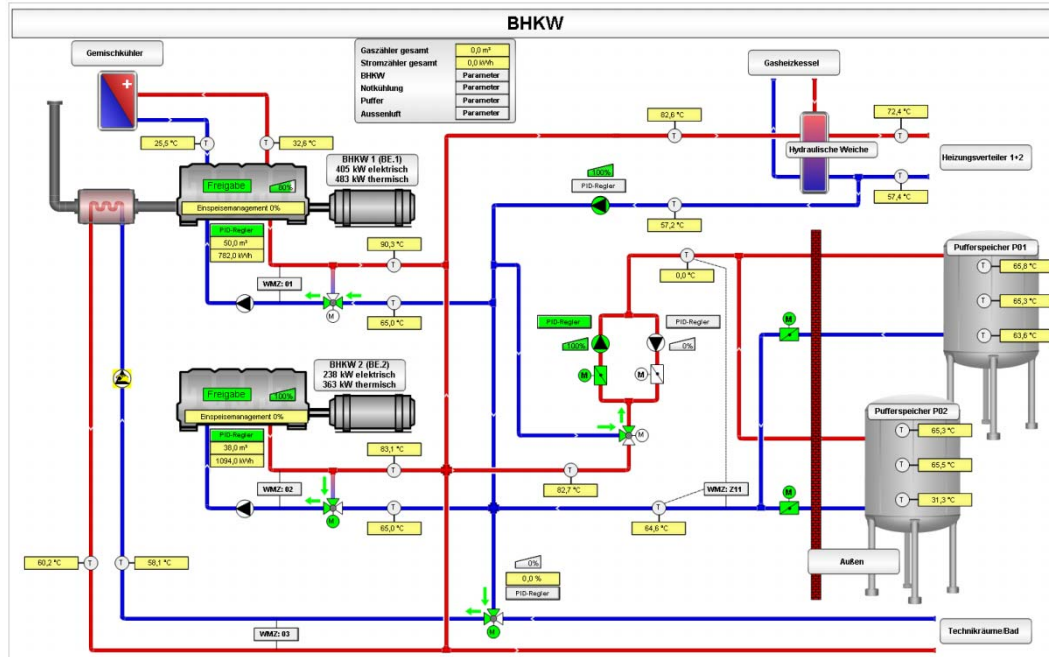 BHKW
Gemischkühler
Gaszähler gesamt 0,0 m³
Stromzähler gesamt 0,0 kWh
BHKW Parameter
Notkühlung Parameter
Puffer Parameter
Aussenluft Parameter
Gasheizkessel
82,6 °C
72,4 °C
T
T
25,5 °C
T
T
32,6 °C
Hydraulische Weiche
Heizungsverteiler 1+2
BHKW 1 (BE.1)
405 kW elektrisch
483 kW thermisch
100%
PID-Regler
T
57,2 °C
T
57,4 °C
Freigabe
80%
Einspeisemanagement 0%
PID-Regler
50,0 m³
782,0 kWh
90,3 °C
T
WMZ: 01
T
65,0 °C
M
T
0,0 °C
Pufferspeicher P01
T
65,8 °C
T
65,3 °C
T
63,6 °C
PID-Regler
PID-Regler
100%
0%
M
M
M
BHKW 2 (BE.2)
238 kW elektrisch
363 kW thermisch
Freigabe
100%
Einspeisemanagement 0%
PID-Regler
38,0 m³
1094,0 kWh
83,1 °C
T
WMZ: 02
T
65,0 °C
M
M
T
82,7 °C
WMZ: Z11
T
64,6 °C
M
Pufferspeicher P02
T
65,3 °C
T
65,5 °C
T
31,3 °C
Außen
60,2 °C
T
T
58,1 °C
0%
0,0 %
PID-Regler
M
WMZ: 03
Technikräume/Bad